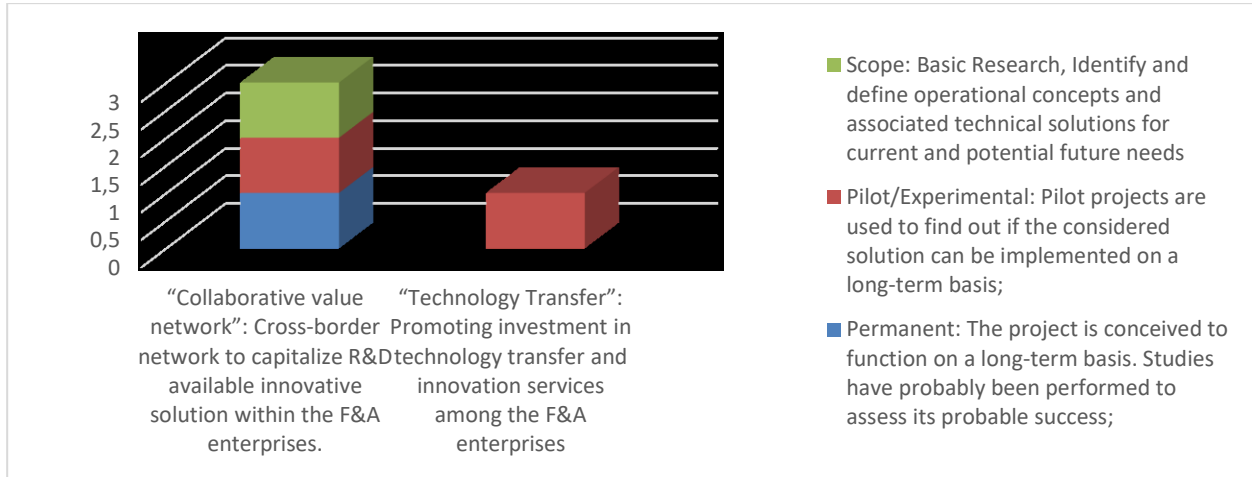 3
2,5
2
1,5
1
0,5
0
“Collaborative value
network”: Cross-border
network to capitalize R&D
available innovative
solution within the F&A
enterprises.
“Technology Transfer”:
Promoting investment in
technology transfer and
innovation services
among the F&A
enterprises
Scope: Basic Research, Identify and
define operational concepts and
associated technical solutions for
current and potential future needs
Pilot/Experimental: Pilot projects are
used to find out if the considered
solution can be implemented on a
long-term basis;
Permanent: The project is conceived to
function on a long-term basis. Studies
have probably been performed to
assess its probable success;